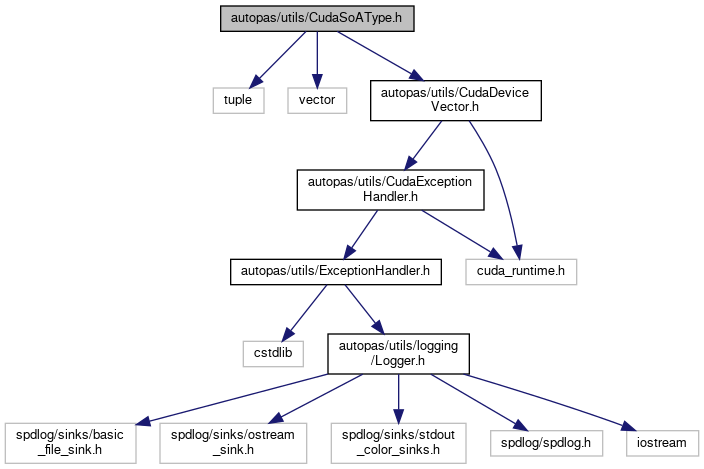 autopas/utils/CudaSoAType.h
tuple
vector
autopas/utils/CudaDevice
Vector.h
autopas/utils/CudaException
Handler.h
autopas/utils/ExceptionHandler.h
cuda_runtime.h
cstdlib
autopas/utils/logging
/Logger.h
spdlog/sinks/basic
_file_sink.h
spdlog/sinks/ostream
_sink.h
spdlog/sinks/stdout
_color_sinks.h
spdlog/spdlog.h
iostream